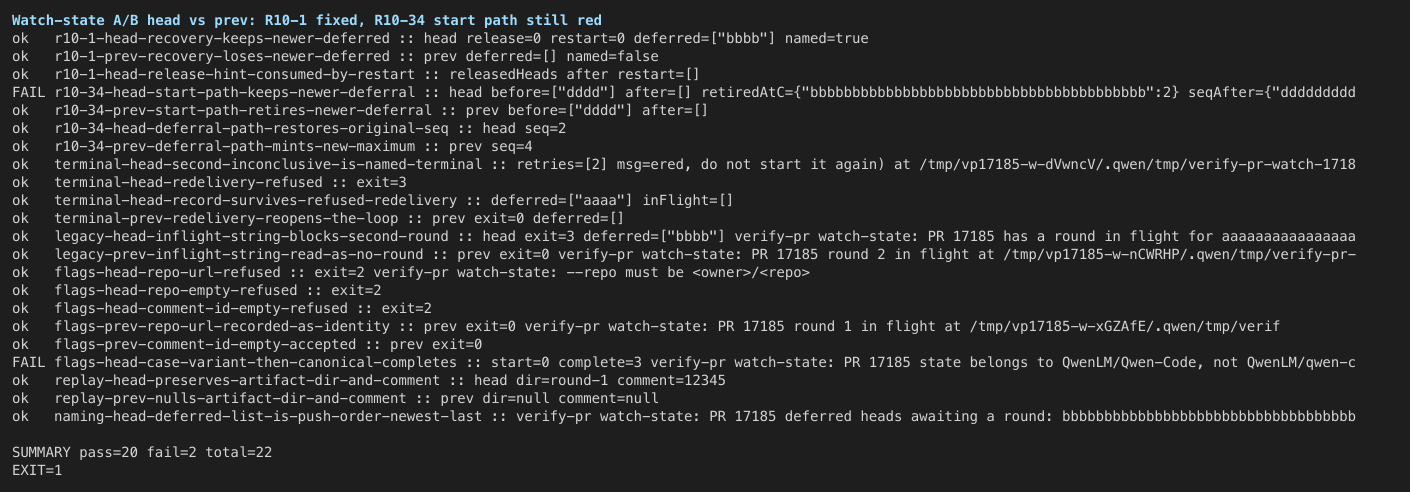 Watch-state A/B head vs prev: R10-1 fixed, R10-34 start path still red
ok   r10-1-head-recovery-keeps-newer-deferred :: head release=0 restart=0 deferred=["bbbb"] named=true
ok   r10-1-prev-recovery-loses-newer-deferred :: prev deferred=[] named=false
ok   r10-1-head-release-hint-consumed-by-restart :: releasedHeads after restart=[]
FAIL r10-34-head-start-path-keeps-newer-deferral :: head before=["dddd"] after=[] retiredAtC={"bbbbbbbbbbbbbbbbbbbbbbbbbbbbbbbbbbbbbbbb":2} seqAfter={"ddddddddd
ok   r10-34-prev-start-path-retires-newer-deferral :: prev before=["dddd"] after=[]
ok   r10-34-head-deferral-path-restores-original-seq :: head seq=2
ok   r10-34-prev-deferral-path-mints-new-maximum :: prev seq=4
ok   terminal-head-second-inconclusive-is-named-terminal :: retries=[2] msg=ered, do not start it again) at /tmp/vp17185-w-dVwncV/.qwen/tmp/verify-pr-watch-1718
ok   terminal-head-redelivery-refused :: exit=3
ok   terminal-head-record-survives-refused-redelivery :: deferred=["aaaa"] inFlight=[]
ok   terminal-prev-redelivery-reopens-the-loop :: prev exit=0 deferred=[]
ok   legacy-head-inflight-string-blocks-second-round :: head exit=3 deferred=["bbbb"] verify-pr watch-state: PR 17185 has a round in flight for aaaaaaaaaaaaaaaa
ok   legacy-prev-inflight-string-read-as-no-round :: prev exit=0 verify-pr watch-state: PR 17185 round 2 in flight at /tmp/vp17185-w-nCWRHP/.qwen/tmp/verify-pr-
ok   flags-head-repo-url-refused :: exit=2 verify-pr watch-state: --repo must be <owner>/<repo>
ok   flags-head-repo-empty-refused :: exit=2
ok   flags-head-comment-id-empty-refused :: exit=2
ok   flags-prev-repo-url-recorded-as-identity :: prev exit=0 verify-pr watch-state: PR 17185 round 1 in flight at /tmp/vp17185-w-xGZAfE/.qwen/tmp/verif
ok   flags-prev-comment-id-empty-accepted :: prev exit=0
FAIL flags-head-case-variant-then-canonical-completes :: start=0 complete=3 verify-pr watch-state: PR 17185 state belongs to QwenLM/Qwen-Code, not QwenLM/qwen-c
ok   replay-head-preserves-artifact-dir-and-comment :: head dir=round-1 comment=12345
ok   replay-prev-nulls-artifact-dir-and-comment :: prev dir=null comment=null
ok   naming-head-deferred-list-is-push-order-newest-last :: verify-pr watch-state: PR 17185 deferred heads awaiting a round: bbbbbbbbbbbbbbbbbbbbbbbbbbbbbbbbbbb

SUMMARY pass=20 fail=2 total=22
EXIT=1